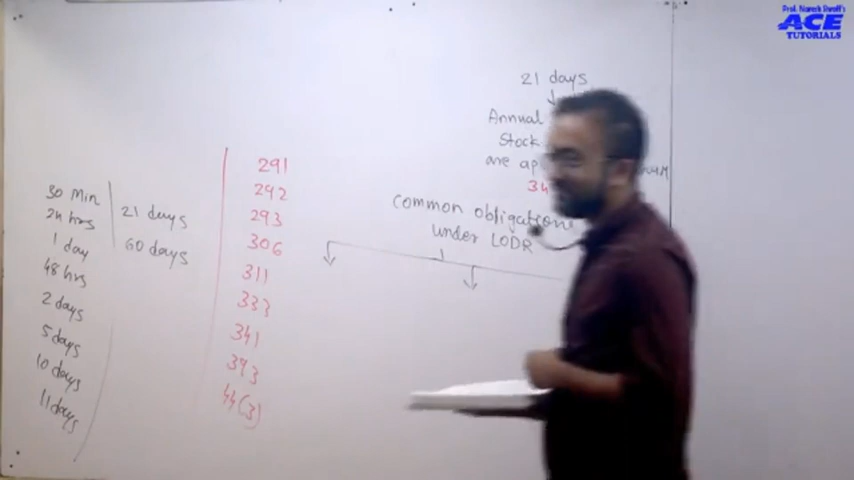 Prof. Naresh Shroff's
ACE
TUTORIALS
30 Min
24 hrs
1 day
48 hrs
2 days
5 days
10 days
11 days
21 days
60 days
291
292
293
306
311
333
341
393
44(3)
21 days
Annual
Stock
are ap
34
Common obligations
under LODR